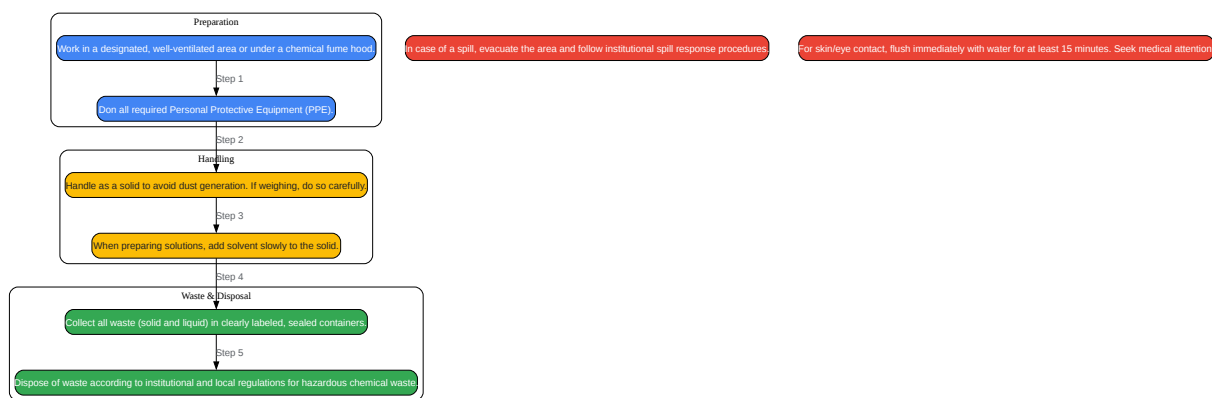 Preparation
Work in a designated, well-ventilated area or under a chemical fume hood.
In case of a spill, evacuate the area and follow institutional spill response procedures.
For skin/eye contact, flush immediately with water for at least 15 minutes. Seek medical attention
Step 1
Don all required Personal Protective Equipment (PPE).
Step 2
Handling
Handle as a solid to avoid dust generation. If weighing, do so carefully.
Step 3
When preparing solutions, add solvent slowly to the solid.
Step 4
Waste & Disposal
Collect all waste (solid and liquid) in clearly labeled, sealed containers.
Step 5
Dispose of waste according to institutional and local regulations for hazardous chemical waste.